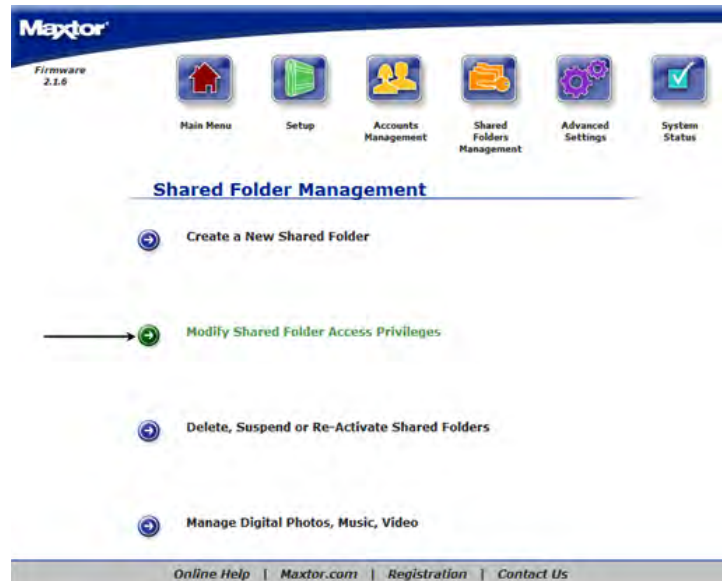 Maxtor
Firmware
2.1.6
Main Menu
Setup
Accounts
Management
Shared
Folders
Management
Advanced
Settings
System
Status
Shared Folder Management
Create a New Shared Folder
Modify Shared Folder Access Privileges
Delete, Suspend or Re-Activate Shared Folders
Manage Digital Photos, Music, Video
Online Help | Maxtor.com | Registration | Contact Us